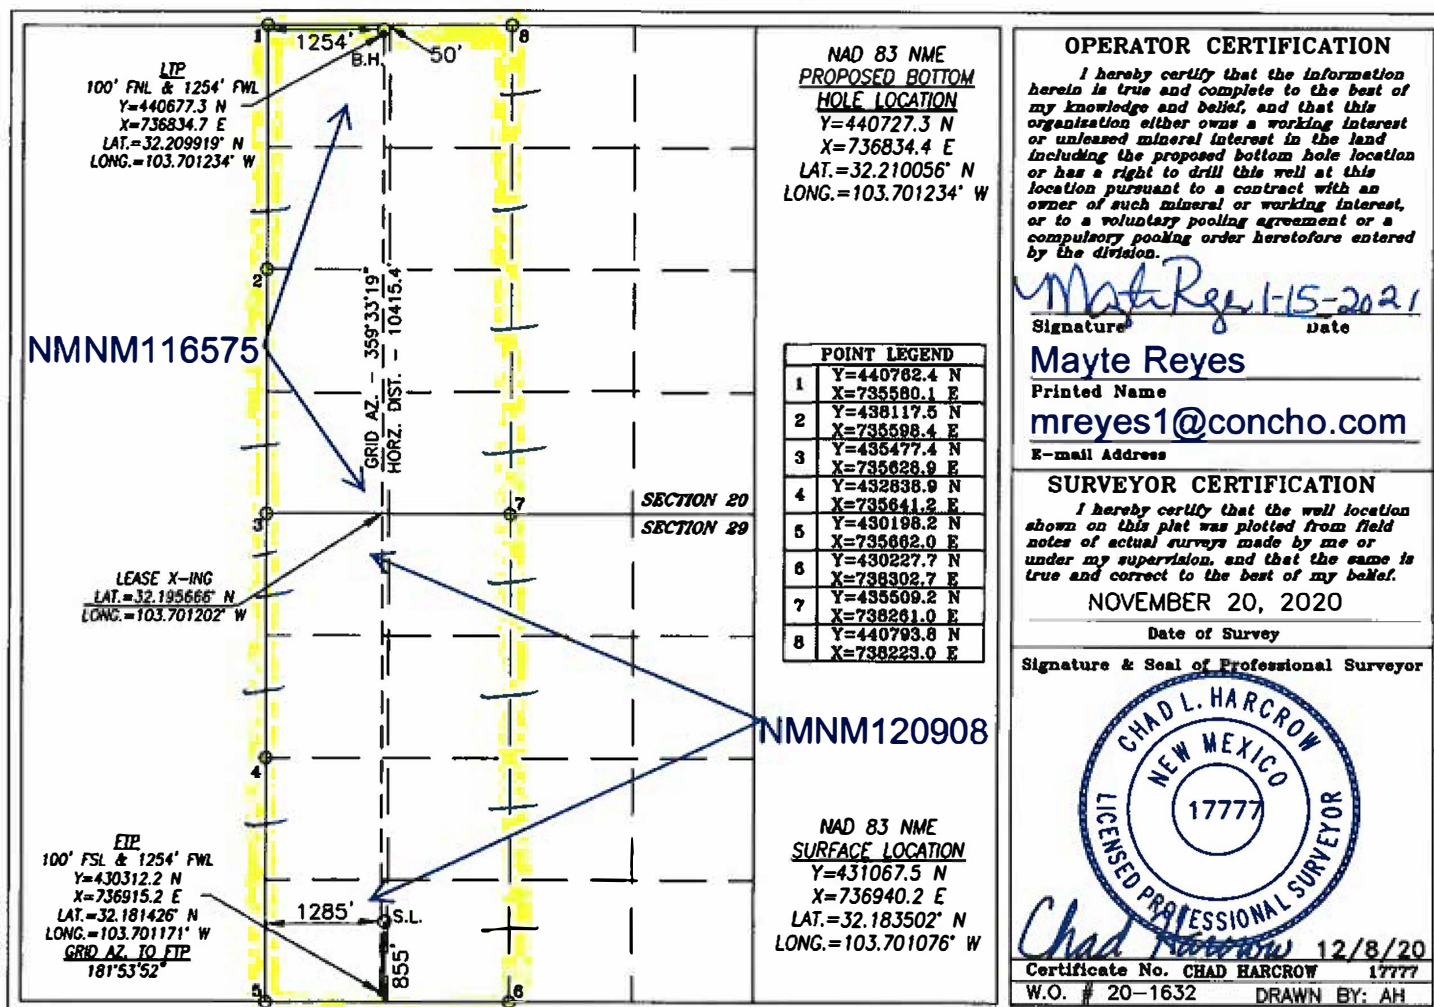 1
1254'
B.H.
50'
8
LTP
100' FNL & 1254' FWL
Y=440677.3 N
X=736834.7 E
LAT.=32.209919° N
LONG.=103.701234° W
2
NMNM116575
GRID AZ. - 359°33'19"
HORZ. DIST. - 10415.4'
SECTION 20
3
7
SECTION 29
LEASE X-ING
LAT.=32.195666° N
LONG.=103.701202° W
4
FTP
100' FSL & 1254' FWL
Y=430312.2 N
X=736915.2 E
LAT.=32.181426° N
LONG.=103.701171° W
GRID AZ. TO FTP
181°53'52"
1285'
S.L.
855'
5
6
NAD 83 NME
PROPOSED BOTTOM
HOLE LOCATION
Y=440727.3 N
X=736834.4 E
LAT.=32.210056° N
LONG.=103.701234° W
POINT LEGEND
1 Y=440762.4 N
X=735580.1 E
2 Y=438117.5 N
X=735598.4 E
3 Y=435477.4 N
X=735628.9 E
4 Y=432838.9 N
X=735641.2 E
5 Y=430198.2 N
X=735662.0 E
6 Y=430227.7 N
X=738302.7 E
7 Y=435509.2 N
X=738261.0 E
8 Y=440793.8 N
X=738223.0 E
NMNM120908
NAD 83 NME
SURFACE LOCATION
Y=431067.5 N
X=736940.2 E
LAT.=32.183502° N
LONG.=103.701076° W
OPERATOR CERTIFICATION
I hereby certify that the information
herein is true and complete to the best of
my knowledge and belief, and that this
organization either owns a working interest
or unleased mineral interest in the land
including the proposed bottom hole location
or has a right to drill this well at this
location pursuant to a contract with an
owner of such mineral or working interest,
or to a voluntary pooling agreement or a
compulsory pooling order heretofore entered
by the division.
Mayte Reyes 1-15-2021
Signature Date
Mayte Reyes
Printed Name
mreyes1@concho.com
E-mail Address
SURVEYOR CERTIFICATION
I hereby certify that the well location
shown on this plat was plotted from field
notes of actual surveys made by me or
under my supervision, and that the same is
true and correct to the best of my belief.
NOVEMBER 20, 2020
Date of Survey
Signature & Seal of Professional Surveyor
CHAD L. HARCROW
NEW MEXICO
17777
LICENSED PROFESSIONAL SURVEYOR
Chad Harcrow 12/8/20
Certificate No. CHAD HARCROW 17777
W.O. # 20-1632 DRAWN BY: AH